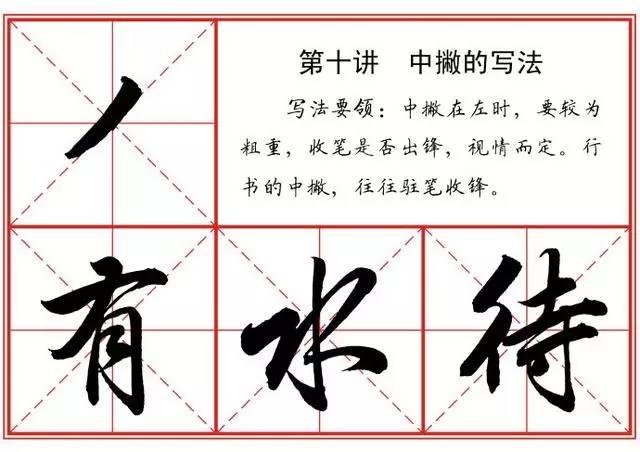 第十讲 中撇的写法
写法要领：中撇在左时，要较为
粗重，收笔是否出锋，视情而定。行
书的中撇，往往驻笔收锋。
有 水 待